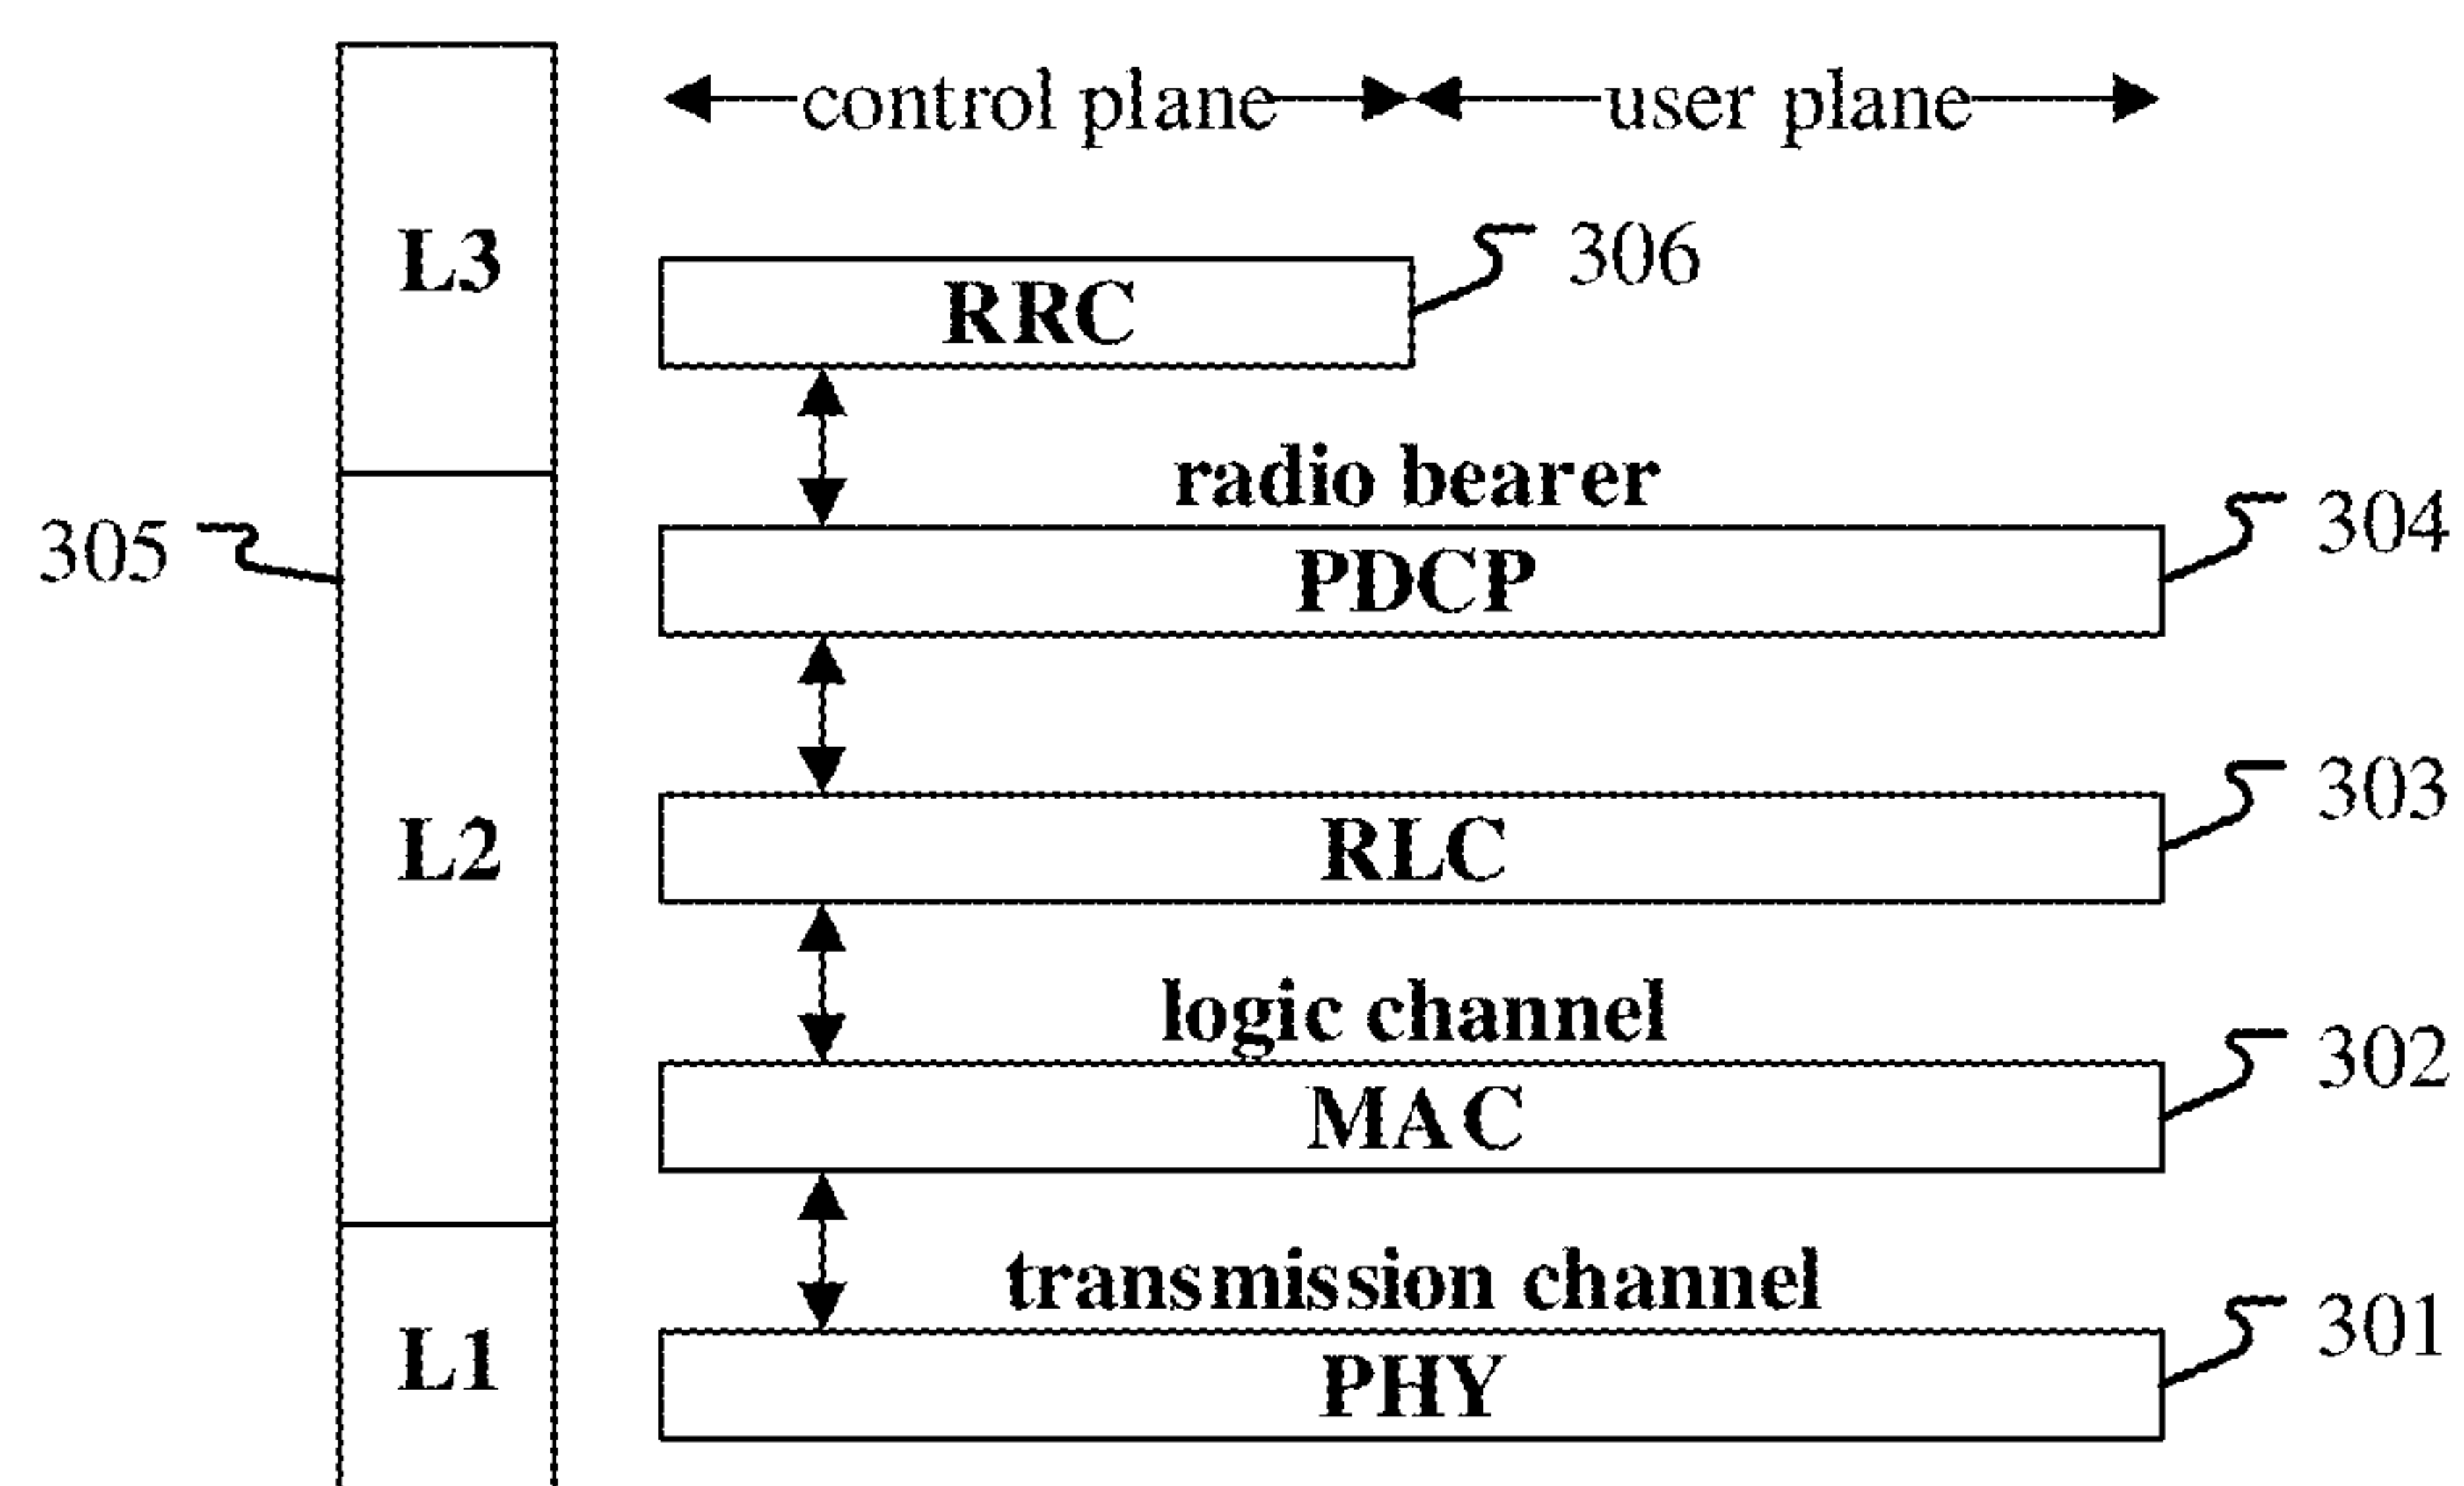 control plane
user plane
L3
306
RRC
radio bearer
305
304
PDCP
303
L2
RLC
logic channel
302
MAC
transmission channel
301
L1
PHY